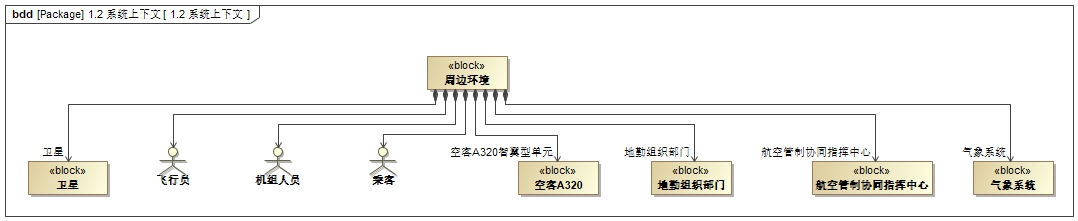 bdd [Package] 1.2 系统上下文 [ 1.2 系统上下文 ]
«block»
周边环境
卫星
«block»
卫星
飞行员
机组人员
乘客
空客A320智翼型单元
«block»
空客A320
地勤组织部门
«block»
地勤组织部门
航空管制协同指挥中心
«block»
航空管制协同指挥中心
气象系统
«block»
气象系统